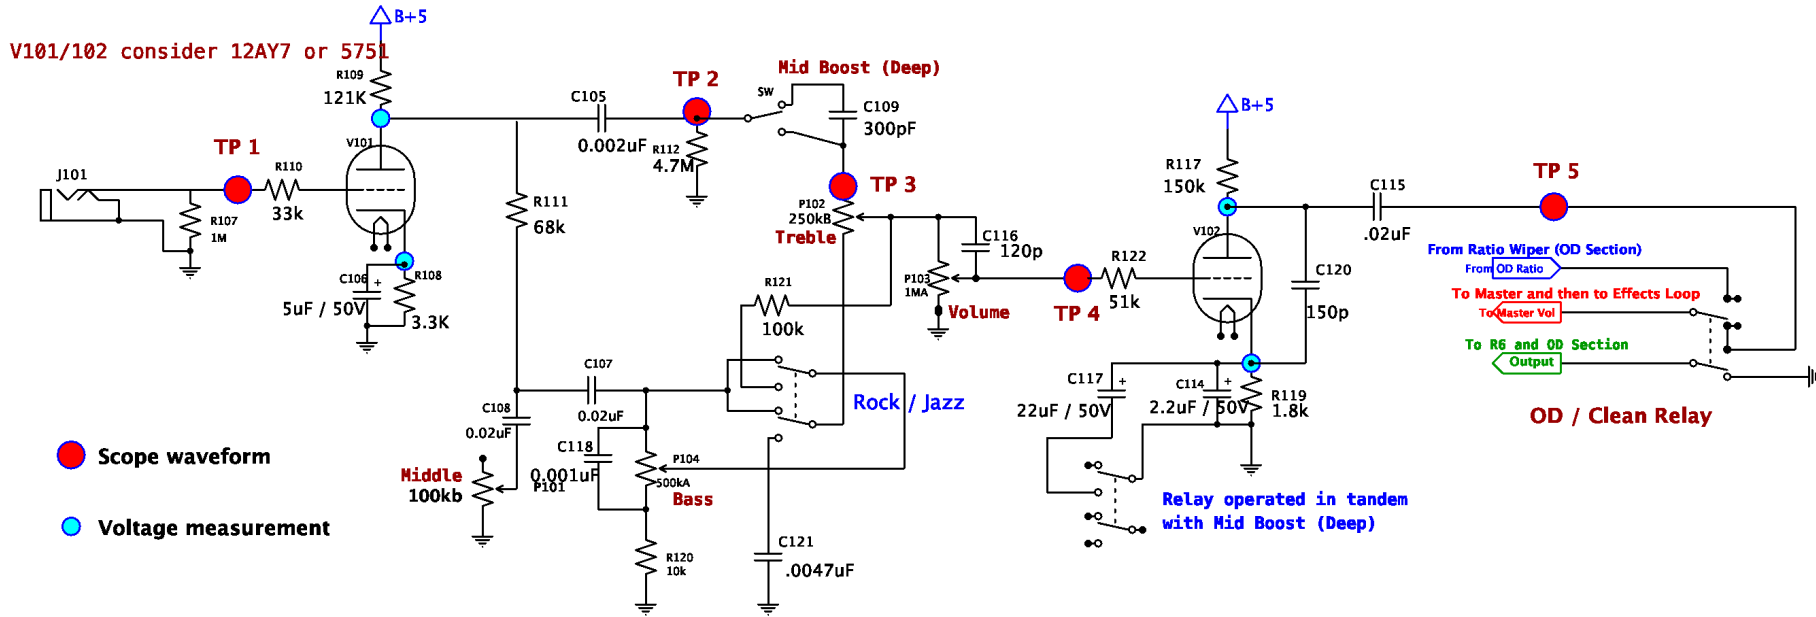 B+5
V101/102 consider 12AY7 or 5751
R109
121K
V101
TP 1
J101
R110
33k
R107
1M
C106
+
5uF / 50V
R108
3.3K
C105
0.002uF
TP 2
R112
4.7M
SW
Mid Boost (Deep)
C109
300pF
TP 3
P102
250kB
Treble
R111
68k
C116
120p
P103
1MA
Volume
R121
100k
C107
0.02uF
C108
0.02uF
Rock / Jazz
Middle
100kb
P101
C118
0.001uF
P104
500kA
Bass
R120
10k
C121
.0047uF
TP 4
R122
51k
B+5
R117
150k
V102
C115
.02uF
TP 5
C120
150p
C117
+
22uF / 50V
C114
+
2.2uF / 50V
R119
1.8k
Relay operated in tandem
with Mid Boost (Deep)
From Ratio Wiper (OD Section)
From OD Ratio
To Master and then to Effects Loop
To Master Vol
To R6 and OD Section
Output
OD / Clean Relay
Scope waveform
Voltage measurement